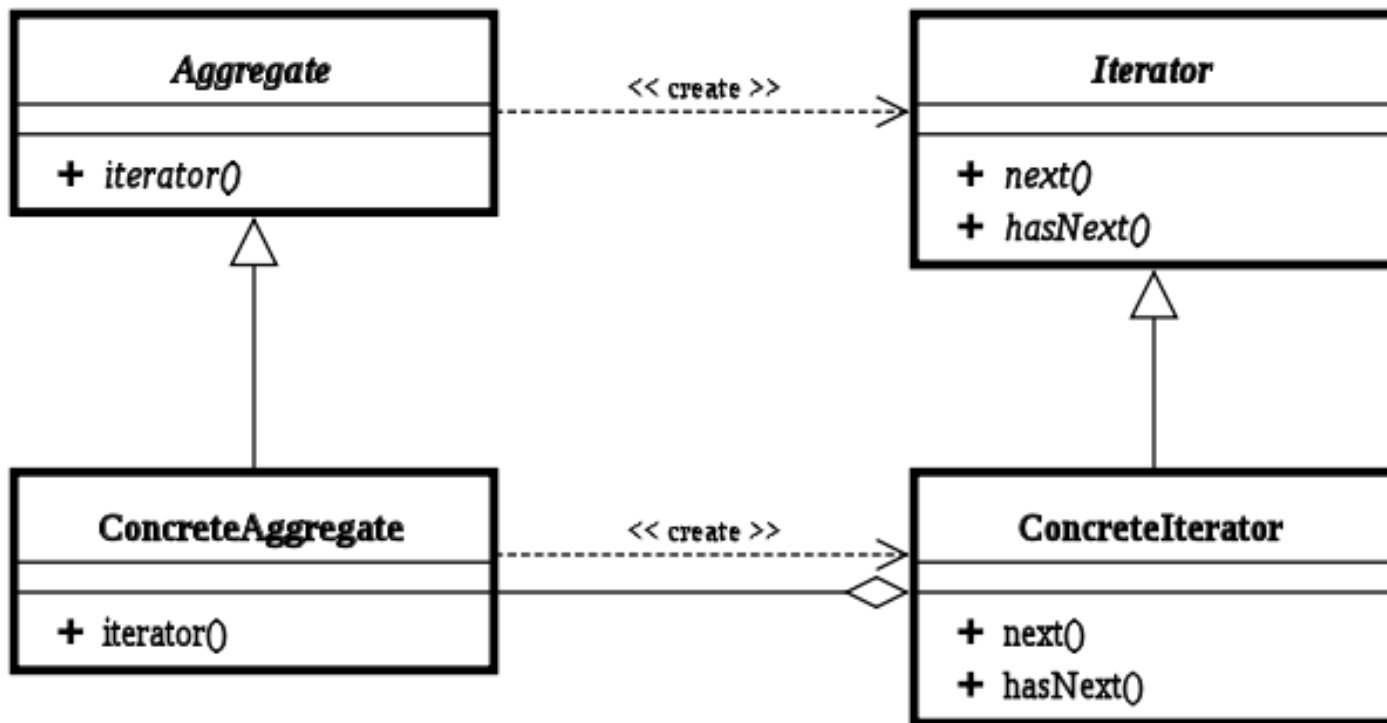 Aggregate
+ iterator()
<< create >>
Iterator
+ next()
+ hasNext()
ConcreteAggregate
+ iterator()
<< create >>
ConcreteIterator
+ next()
+ hasNext()